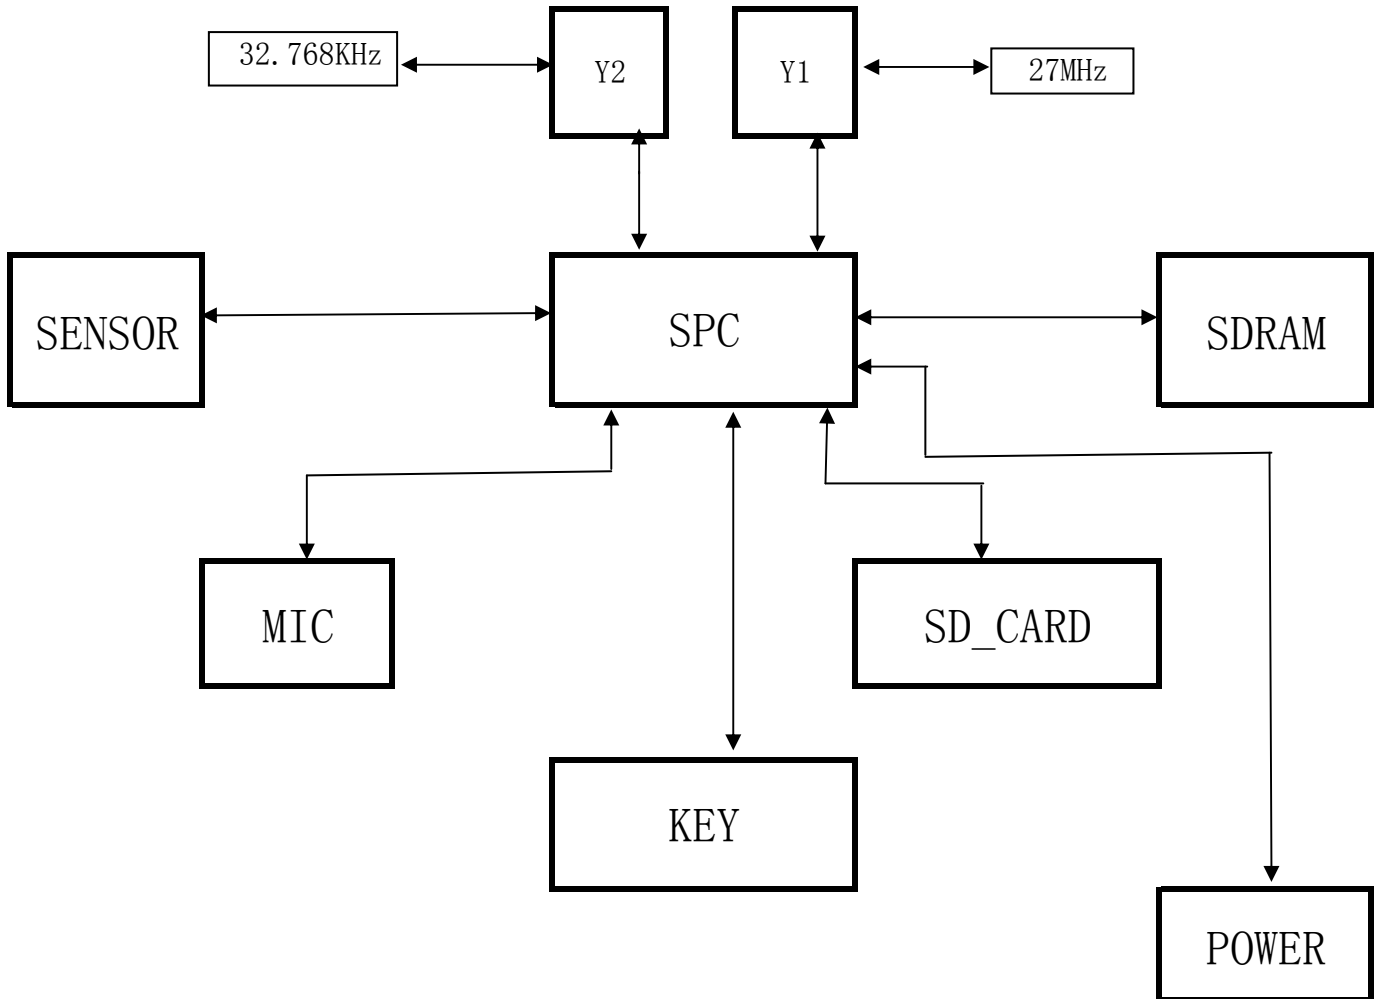 32.768KHz
Y2
Y1
27MHz
SENSOR
SPC
SDRAM
MIC
SD_CARD
KEY
POWER